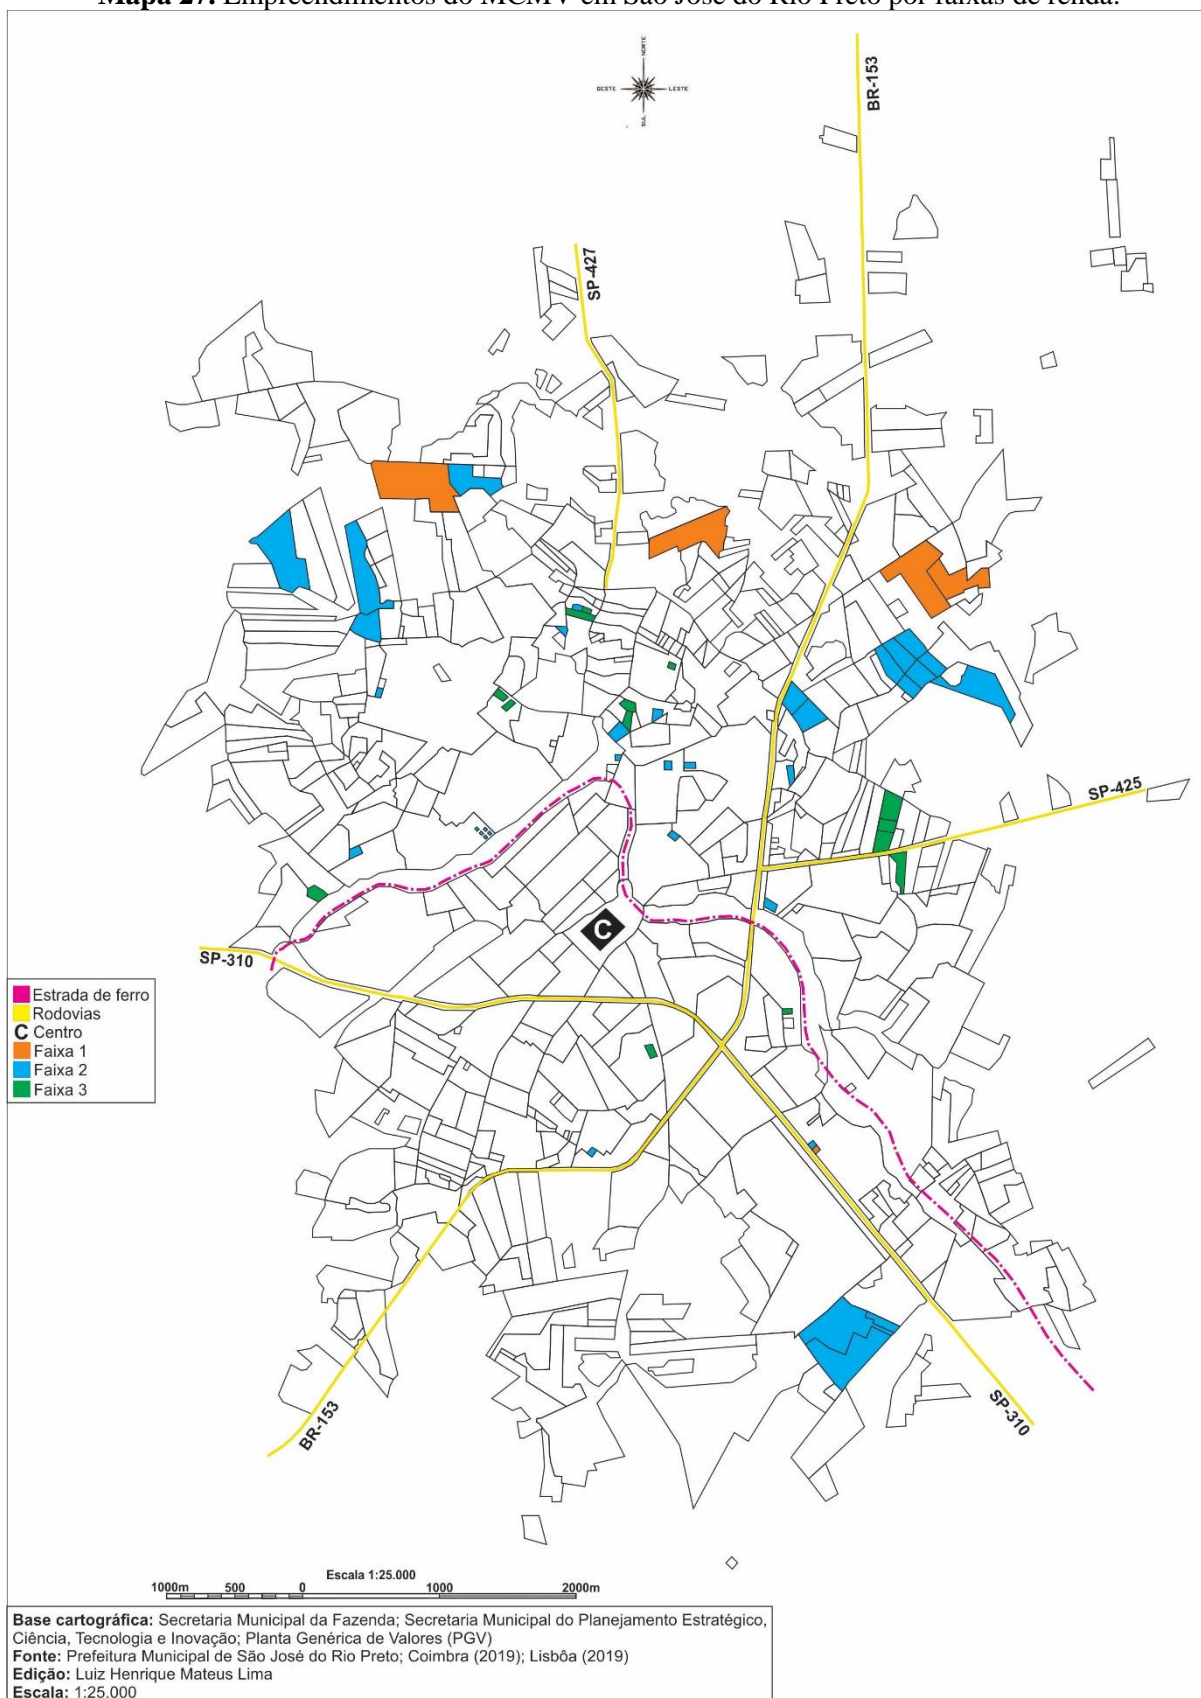 Mapa 27. Empreendimentos do MCMV em São José do Rio Preto por faixas de renda.
NORTE
OESTE
LESTE
SUL
BR-153
SP-427
SP-425
C
SP-310
Estrada de ferro
Rodovias
C Centro
Faixa 1
Faixa 2
Faixa 3
BR-153
SP-310
Escala 1:25.000
1000m 500 0 1000 2000m
Base cartográfica: Secretaria Municipal da Fazenda; Secretaria Municipal do Planejamento Estratégico,
Ciência, Tecnologia e Inovação; Planta Genérica de Valores (PGV)
Fonte: Prefeitura Municipal de São José do Rio Preto; Coimbra (2019); Lisbôa (2019)
Edição: Luiz Henrique Mateus Lima
Escala: 1:25.000